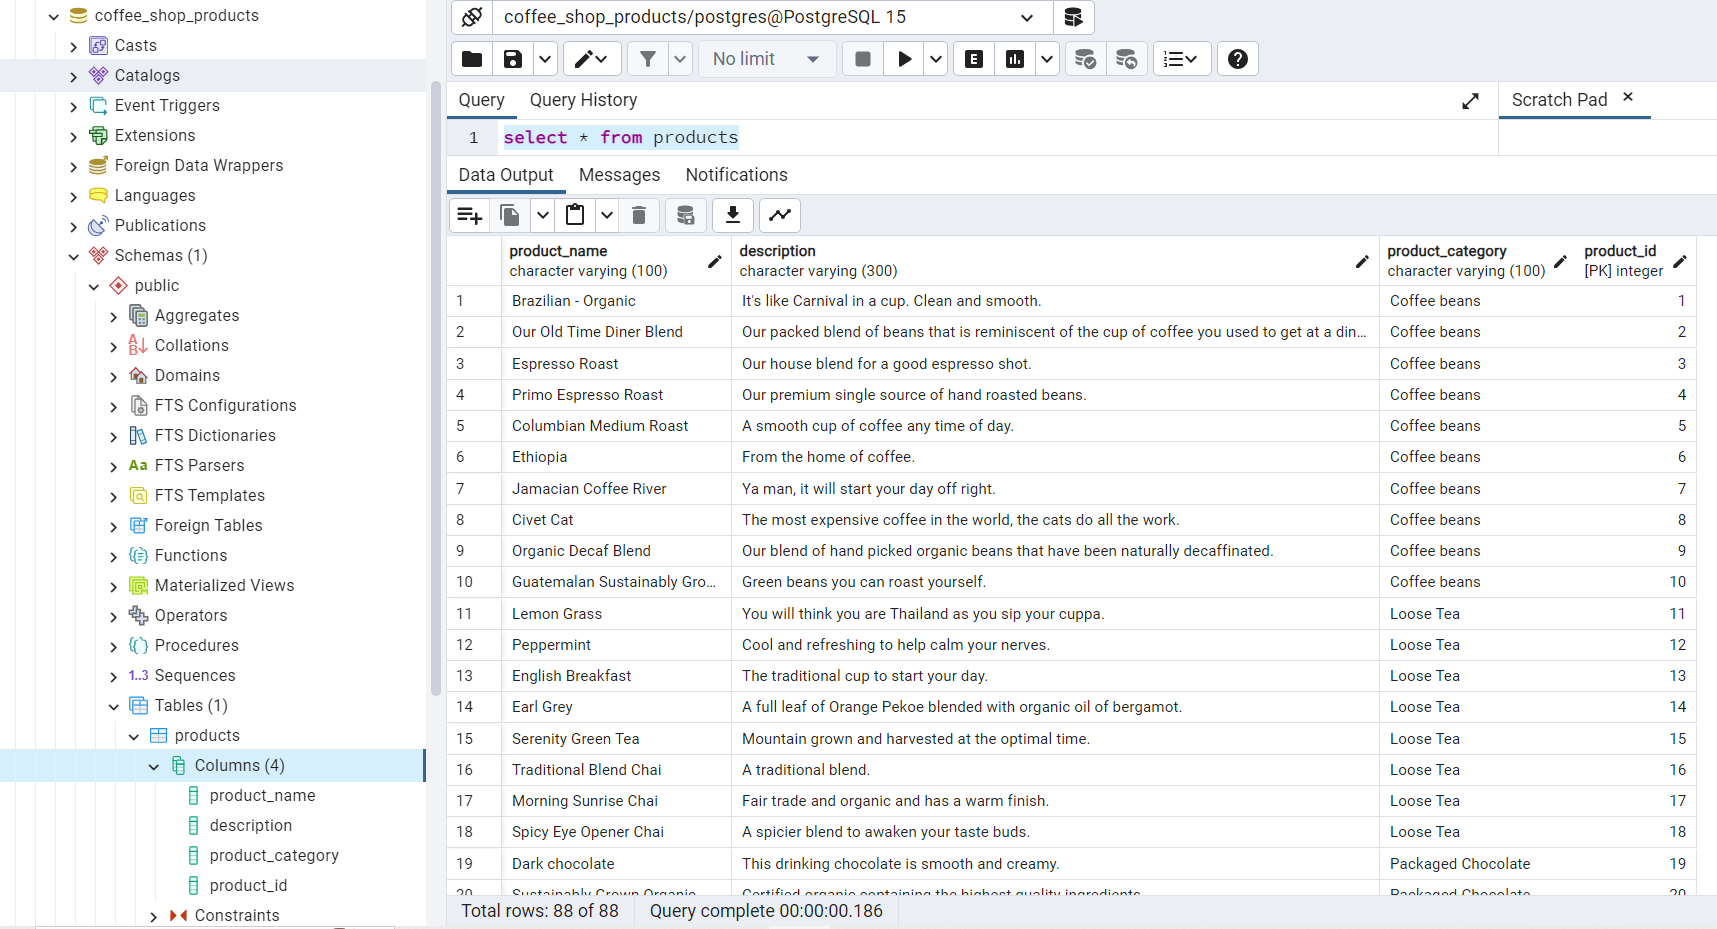 coffee_shop_products
Casts
Catalogs
Event Triggers
Extensions
Foreign Data Wrappers
Languages
Publications
Schemas (1)
public
Aggregates
Collations
Domains
FTS Configurations
FTS Dictionaries
Aa FTS Parsers
FTS Templates
Foreign Tables
Functions
Materialized Views
Operators
Procedures
1..3 Sequences
Tables (1)
products
Columns (4)
product_name
description
product_category
product_id
Constraints
coffee_shop_products/postgres@PostgreSQL 15
No limit
E
Query Query History
Scratch Pad
1 select * from products
Data Output Messages Notifications
product_name description product_category product_id
character varying (100) character varying (300) character varying (100) [PK] integer
1 Brazilian - Organic It's like Carnival in a cup. Clean and smooth. Coffee beans 1
2 Our Old Time Diner Blend Our packed blend of beans that is reminiscent of the cup of coffee you used to get at a din... Coffee beans 2
3 Espresso Roast Our house blend for a good espresso shot. Coffee beans 3
4 Primo Espresso Roast Our premium single source of hand roasted beans. Coffee beans 4
5 Columbian Medium Roast A smooth cup of coffee any time of day. Coffee beans 5
6 Ethiopia From the home of coffee. Coffee beans 6
7 Jamacian Coffee River Ya man, it will start your day off right. Coffee beans 7
8 Civet Cat The most expensive coffee in the world, the cats do all the work. Coffee beans 8
9 Organic Decaf Blend Our blend of hand picked organic beans that have been naturally decaffinated. Coffee beans 9
10 Guatemalan Sustainably Gro... Green beans you can roast yourself. Coffee beans 10
11 Lemon Grass You will think you are Thailand as you sip your cuppa. Loose Tea 11
12 Peppermint Cool and refreshing to help calm your nerves. Loose Tea 12
13 English Breakfast The traditional cup to start your day. Loose Tea 13
14 Earl Grey A full leaf of Orange Pekoe blended with organic oil of bergamot. Loose Tea 14
15 Serenity Green Tea Mountain grown and harvested at the optimal time. Loose Tea 15
16 Traditional Blend Chai A traditional blend. Loose Tea 16
17 Morning Sunrise Chai Fair trade and organic and has a warm finish. Loose Tea 17
18 Spicy Eye Opener Chai A spicier blend to awaken your taste buds. Loose Tea 18
19 Dark chocolate This drinking chocolate is smooth and creamy. Packaged Chocolate 19
20 Sustainably Grown Organic Certified organic containing the highest quality ingredients Packaged Chocolate 20
Total rows: 88 of 88 Query complete 00:00:00.186